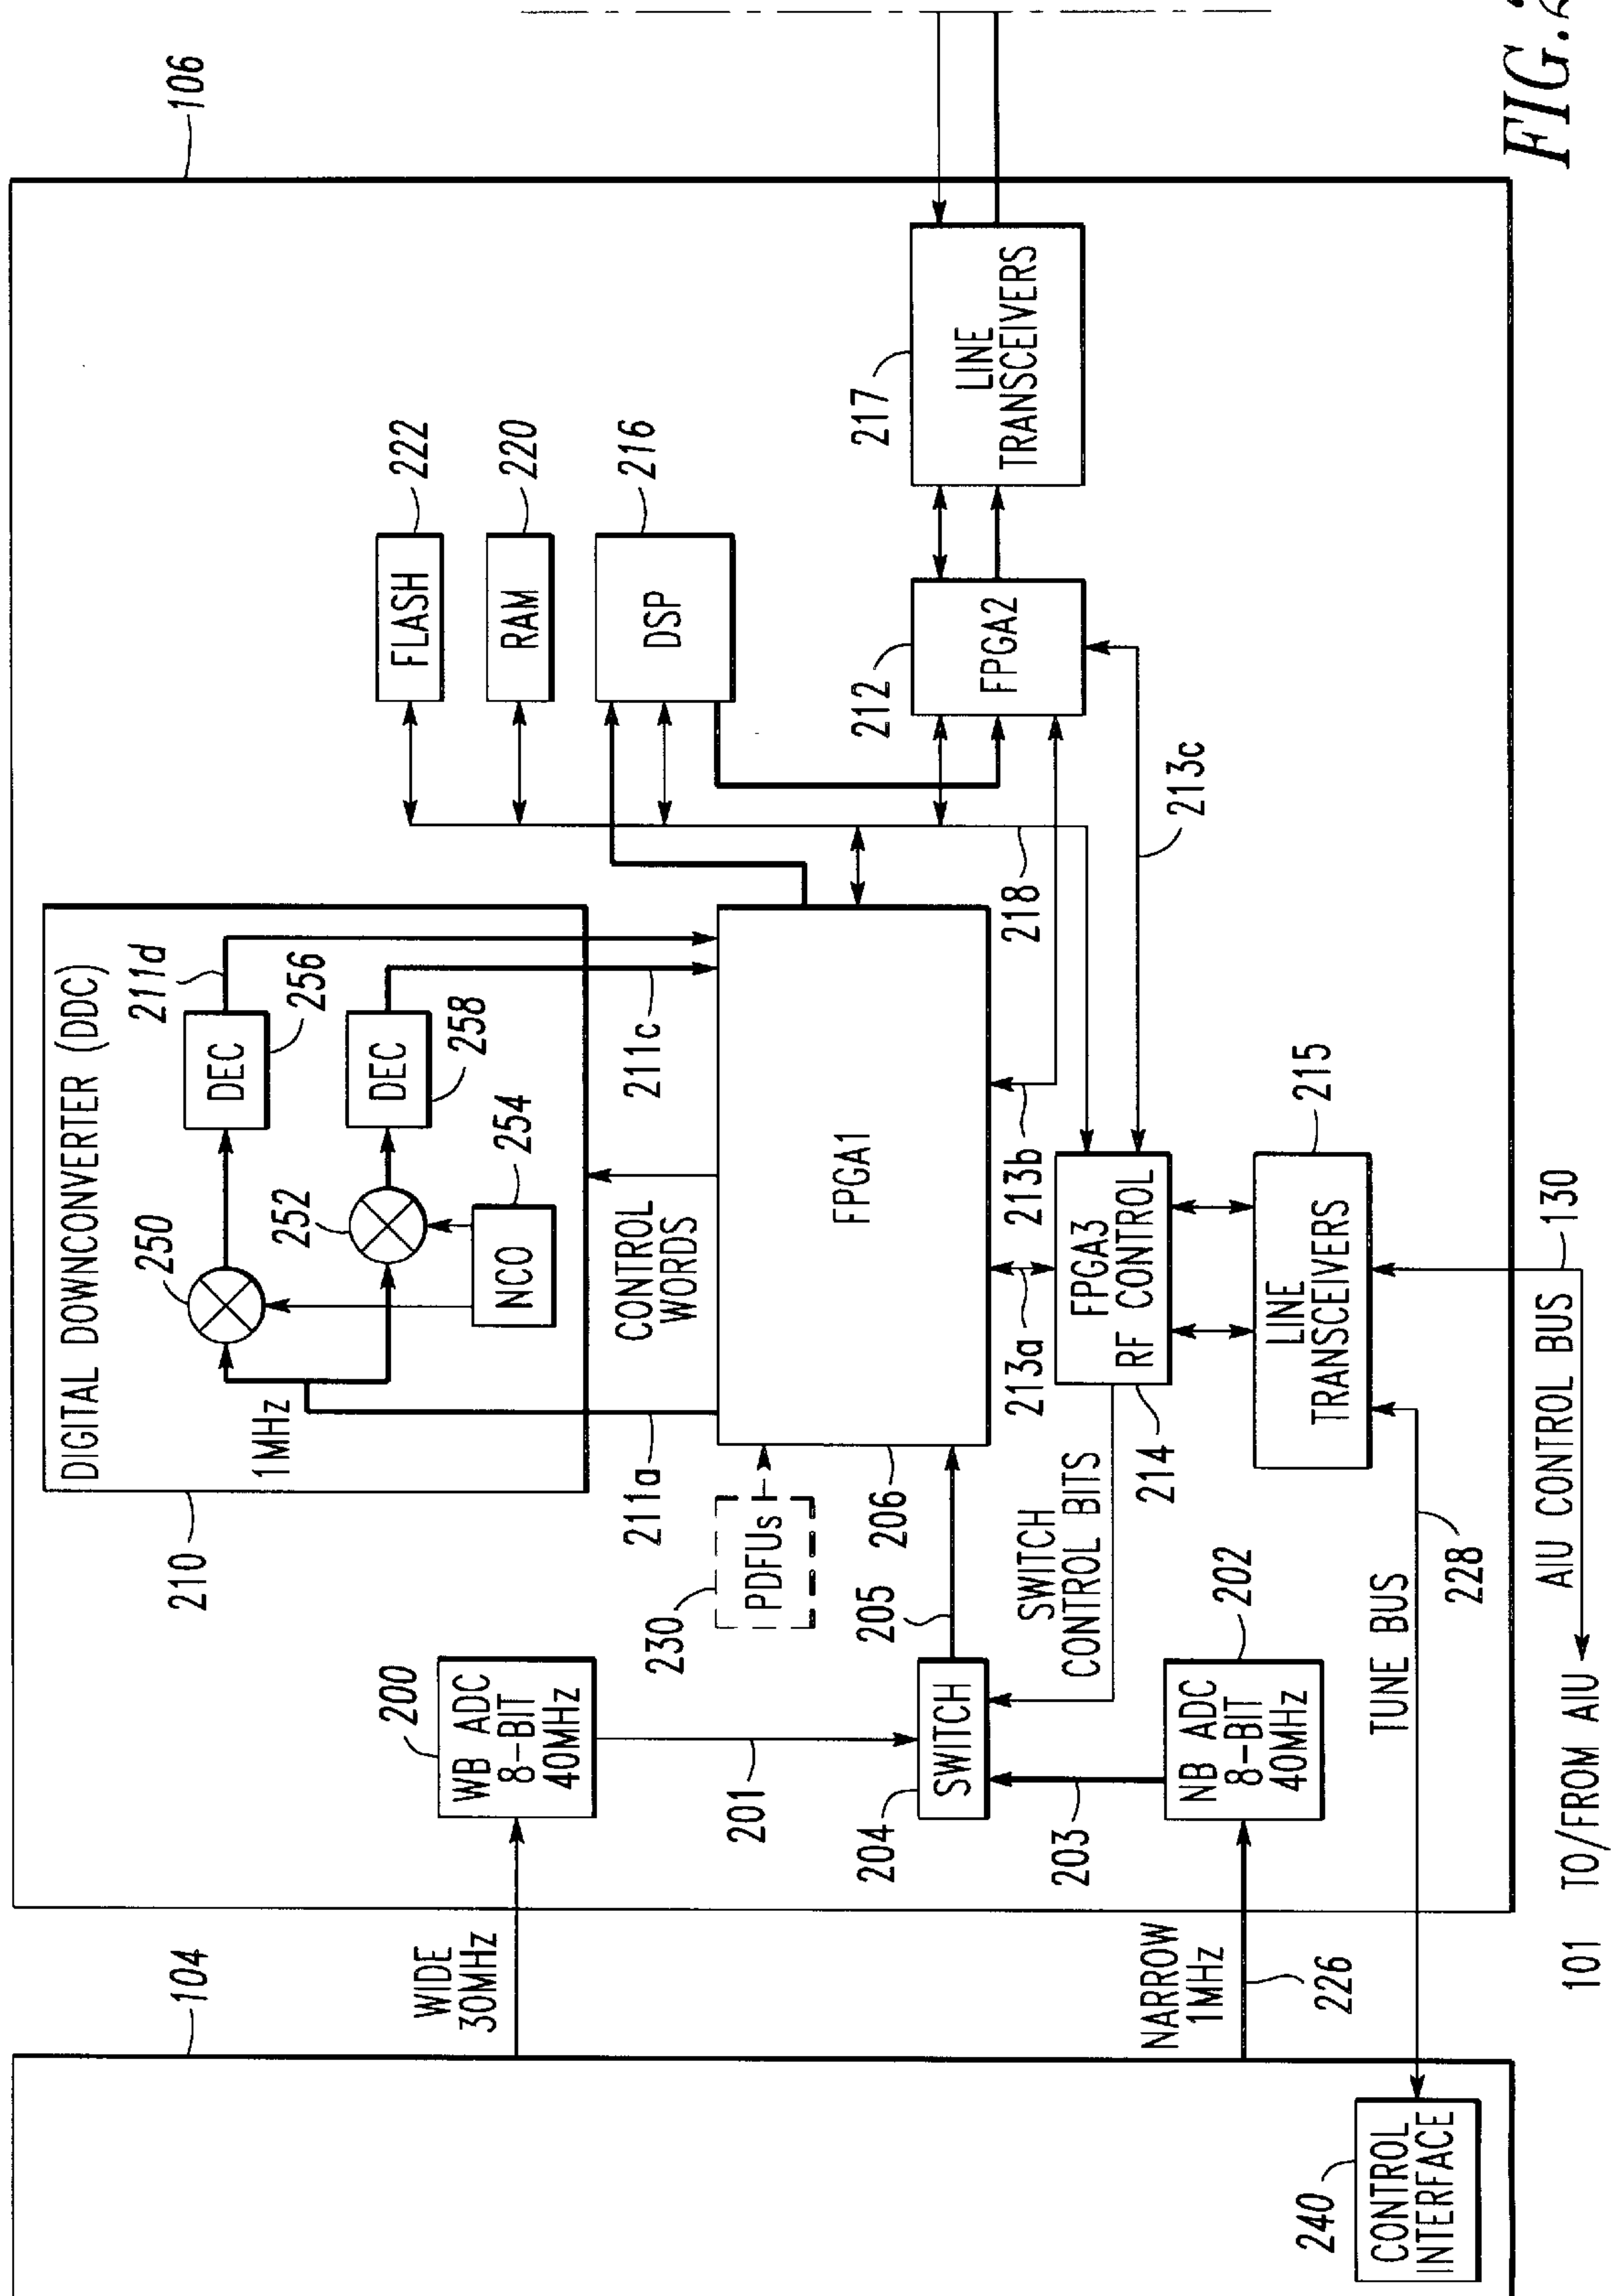 104
106
WIDE
30MHz
NARROW
1MHz
226
240
CONTROL
INTERFACE
210
DIGITAL DOWNCONVERTER (DDC)
1MHz
250
252
254
NCO
DEC
256
DEC
258
211d
211c
211a
CONTROL
WORDS
200
WB ADC
8-BIT
40MHz
201
230
PDFUs
204
SWITCH
205
203
202
NB ADC
8-BIT
40MHz
206
FPGA1
SWITCH
CONTROL BITS
213a
213b
213c
214
FPGA3
RF CONTROL
215
LINE
TRANSCEIVERS
218
FLASH
222
RAM
220
DSP
216
212
FPGA2
217
LINE
TRANSCEIVERS
TUNE BUS
228
AIU CONTROL BUS
130
101 TO/FROM AIU